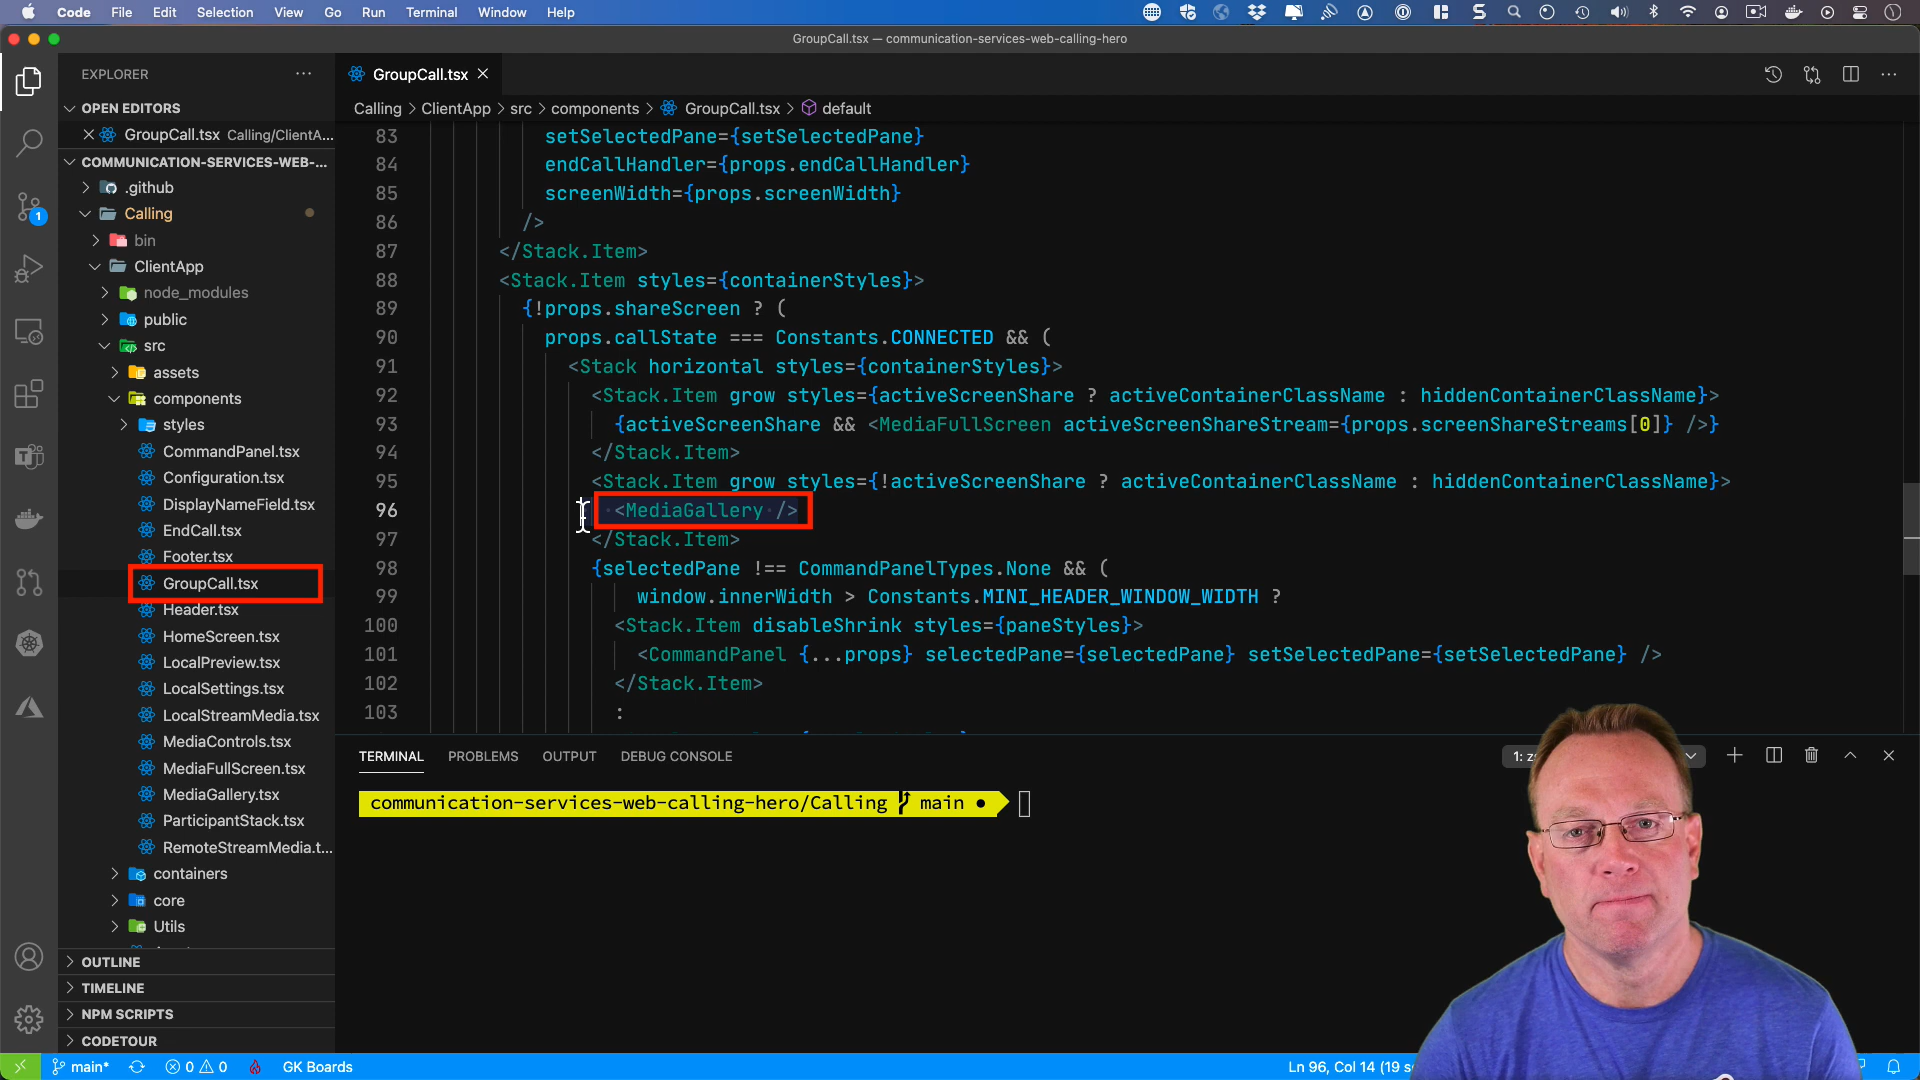 Code File Edit Selection View Go Run Terminal Window Help
GroupCall.tsx — communication-services-web-calling-hero
EXPLORER
OPEN EDITORS
GroupCall.tsx Calling/ClientA...
COMMUNICATION-SERVICES-WEB-...
.github
Calling
bin
ClientApp
node_modules
public
src
assets
components
styles
CommandPanel.tsx
Configuration.tsx
DisplayNameField.tsx
EndCall.tsx
Footer.tsx
GroupCall.tsx
Header.tsx
HomeScreen.tsx
LocalPreview.tsx
LocalSettings.tsx
LocalStreamMedia.tsx
MediaControls.tsx
MediaFullScreen.tsx
MediaGallery.tsx
ParticipantStack.tsx
RemoteStreamMedia.t...
containers
core
Utils
OUTLINE
TIMELINE
NPM SCRIPTS
CODETOUR
1
GroupCall.tsx
Calling > ClientApp > src > components > GroupCall.tsx > default
83 setSelectedPane={setSelectedPane}
84 endCallHandler={props.endCallHandler}
85 screenWidth={props.screenWidth}
86 />
87 </Stack.Item>
88 <Stack.Item styles={containerStyles}>
89 {!props.shareScreen ? (
90 props.callState === Constants.CONNECTED && (
91 <Stack horizontal styles={containerStyles}>
92 <Stack.Item grow styles={activeScreenShare ? activeContainerClassName : hiddenContainerClassName}>
93 {activeScreenShare && <MediaFullScreen activeScreenShareStream={props.screenShareStreams[0]} />}
94 </Stack.Item>
95 <Stack.Item grow styles={!activeScreenShare ? activeContainerClassName : hiddenContainerClassName}>
96 <MediaGallery />
97 </Stack.Item>
98 {selectedPane !== CommandPanelTypes.None && (
99 window.innerWidth > Constants.MINI_HEADER_WINDOW_WIDTH ?
100 <Stack.Item disableShrink styles={paneStyles}>
101 <CommandPanel {...props} selectedPane={selectedPane} setSelectedPane={setSelectedPane} />
102 </Stack.Item>
103 :
TERMINAL PROBLEMS OUTPUT DEBUG CONSOLE
1:
communication-services-web-calling-hero/Calling main ●
main* 0 0 GK Boards
Ln 96, Col 14 (19